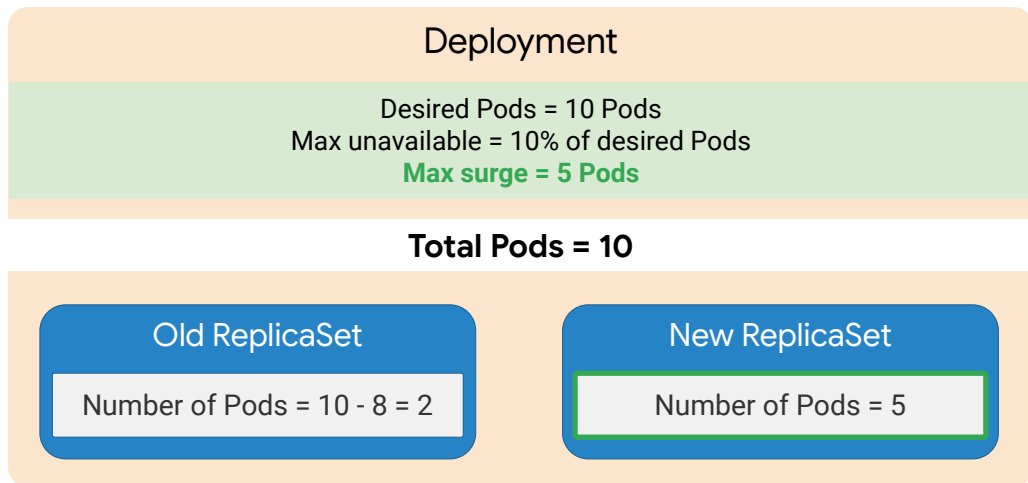 Deployment
Desired Pods = 10 Pods
Max unavailable = 10% of desired Pods
Max surge = 5 Pods
Total Pods = 10
Old ReplicaSet
Number of Pods = 10 - 8 = 2
New ReplicaSet
Number of Pods = 5